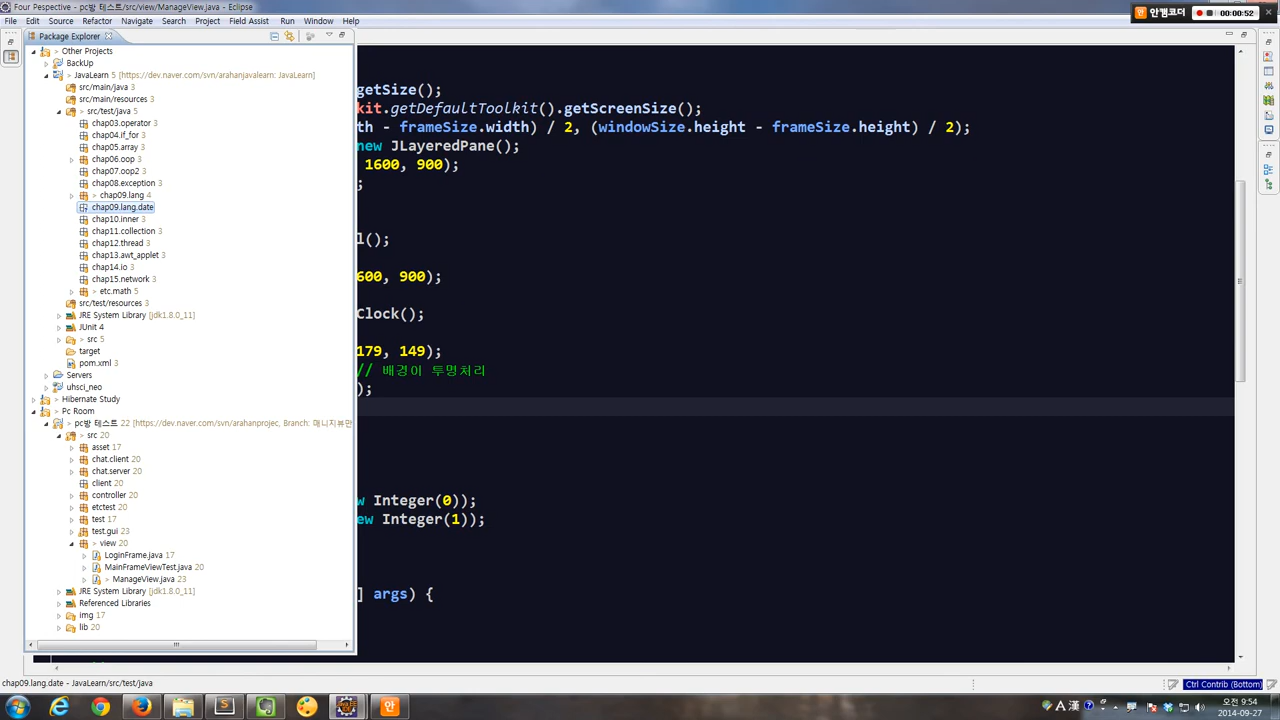 Four Pespective - pc방 테스트/src/view/ManageView.java - Eclipse
File Edit Source Refactor Navigate Search Project Field Assist Run Window Help
안캠코더 00:00:52
Package Explorer
> Other Projects
BackUp
> JavaLearn 5 [https://dev.naver.com/svn/arahanjavalearn: JavaLearn]
src/main/java 3
src/main/resources 3
> src/test/java 5
chap03.operator 3
chap04.if_for 3
chap05.array 3
chap06.oop 3
chap07.oop2 3
chap08.exception 3
> chap09.lang 4
chap09.lang.date
chap10.inner 3
chap11.collection 3
chap12.thread 3
chap13.awt_applet 3
chap14.io 3
chap15.network 3
> etc.math 5
src/test/resources 3
JRE System Library [jdk1.8.0_11]
JUnit 4
> src 5
target
pom.xml 3
Servers
uhsci_neo
Hibernate Study
> Pc Room
> pc방 테스트 22 [https://dev.naver.com/svn/arahanprojec, Branch: 매니지뷰만
> src 20
asset 17
chat.client 20
chat.server 20
client 20
controller 20
etctest 20
test 17
test.gui 23
> view 20
LoginFrame.java 17
MainFrameViewTest.java 20
> ManageView.java 23
JRE System Library [jdk1.8.0_11]
Referenced Libraries
img 17
lib 20
getSize();
kit.getDefaultToolkit().getScreenSize();
th - frameSize.width) / 2, (windowSize.height - frameSize.height) / 2);
new JLayeredPane();
1600, 900);
;
l();
600, 900);
Clock();
179, 149);
// 배경이 투명처리
);
w Integer(0));
ew Integer(1));
] args) {
chap09.lang.date - JavaLearn/src/test/java
Ctrl Contrib (Bottom)
A 漢
오전 9:54
2014-09-27